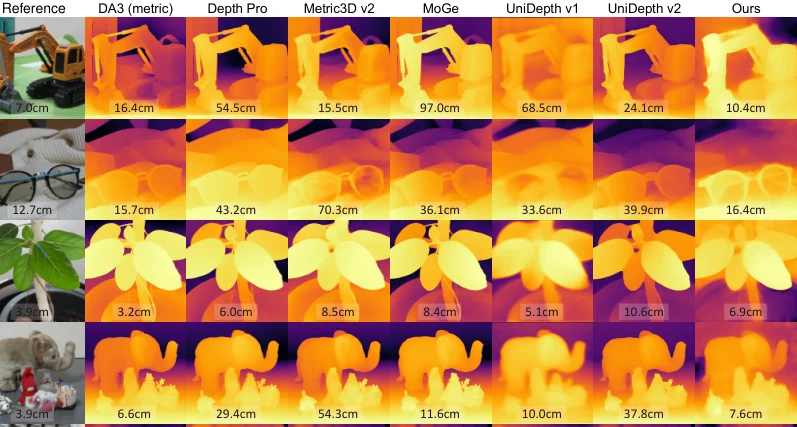 Reference DA3 (metric) Depth Pro Metric3D v2 MoGe UniDepth v1 UniDepth v2 Ours
7.0cm 16.4cm 54.5cm 15.5cm 97.0cm 68.5cm 24.1cm 10.4cm
12.7cm 15.7cm 43.2cm 70.3cm 36.1cm 33.6cm 39.9cm 16.4cm
3.9cm 3.2cm 6.0cm 8.5cm 8.4cm 5.1cm 10.6cm 6.9cm
3.9cm 6.6cm 29.4cm 54.3cm 11.6cm 10.0cm 37.8cm 7.6cm